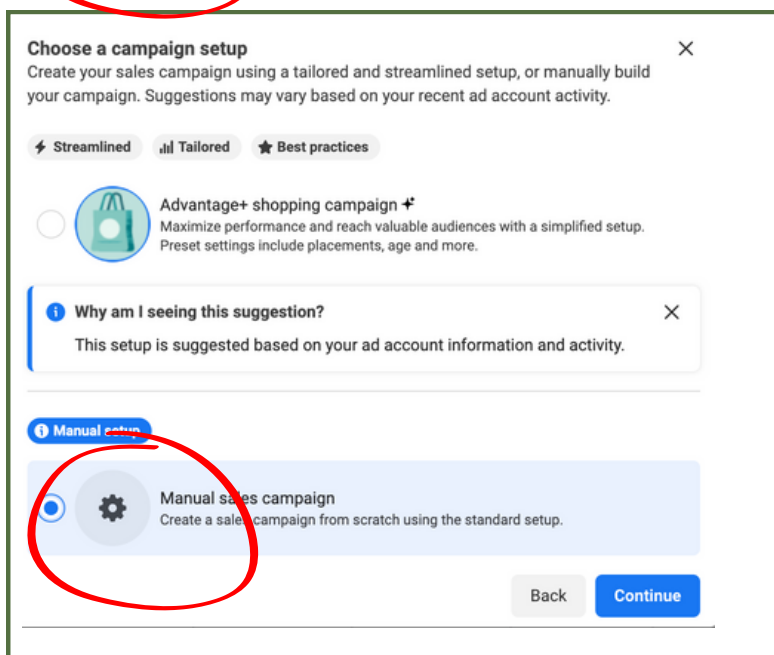 Choose a campaign setup
Create your sales campaign using a tailored and streamlined setup, or manually build
your campaign. Suggestions may vary based on your recent ad account activity.
Streamlined
Tailored
Best practices
Advantage+ shopping campaign
Maximize performance and reach valuable audiences with a simplified setup.
Preset settings include placements, age and more.
Why am I seeing this suggestion?
This setup is suggested based on your ad account information and activity.
Manual setup
Manual sales campaign
Create a sales campaign from scratch using the standard setup.
Back
Continue